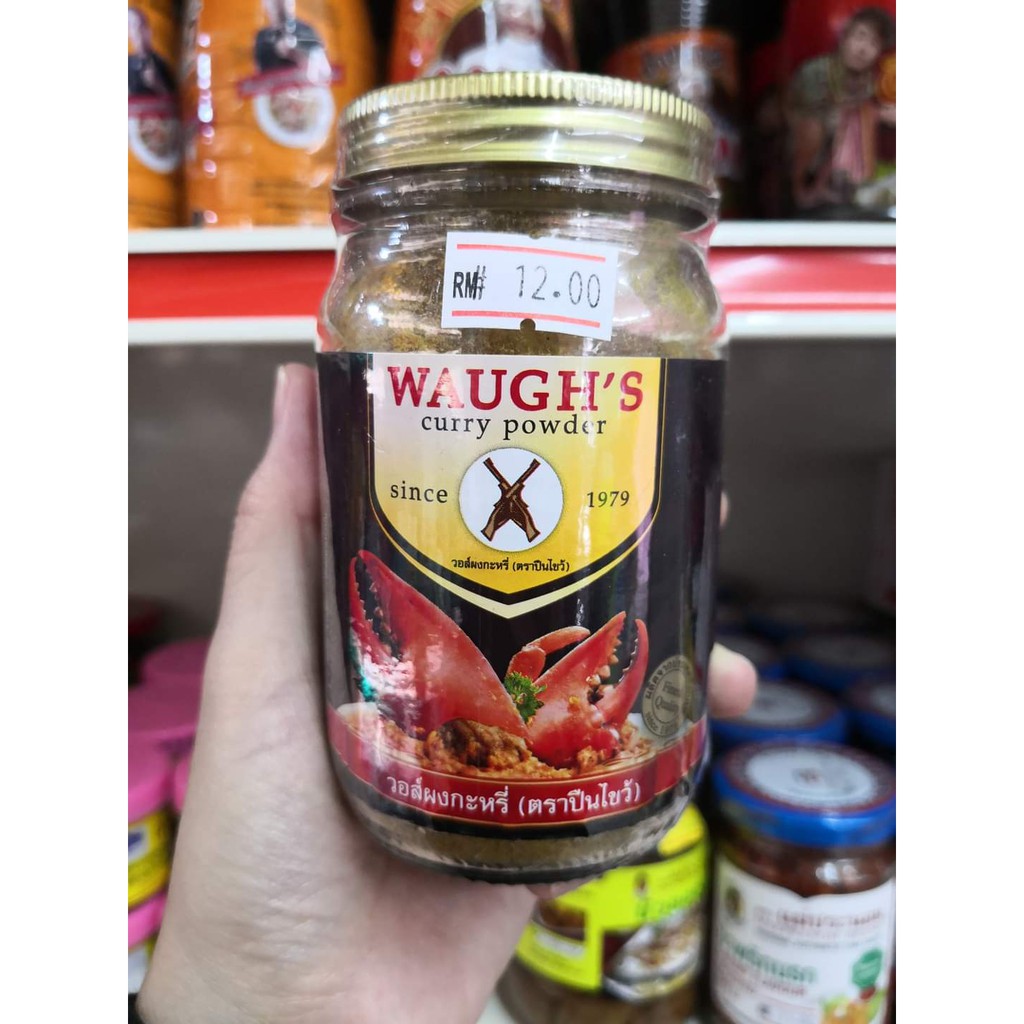 RM 12.00
WAUGH'S
curry powder
since 1979
วอส์ผงกะหรี่ (ตราปืนไขว้)
วอส์ผงกะหรี่ (ตราปืนไขว้)